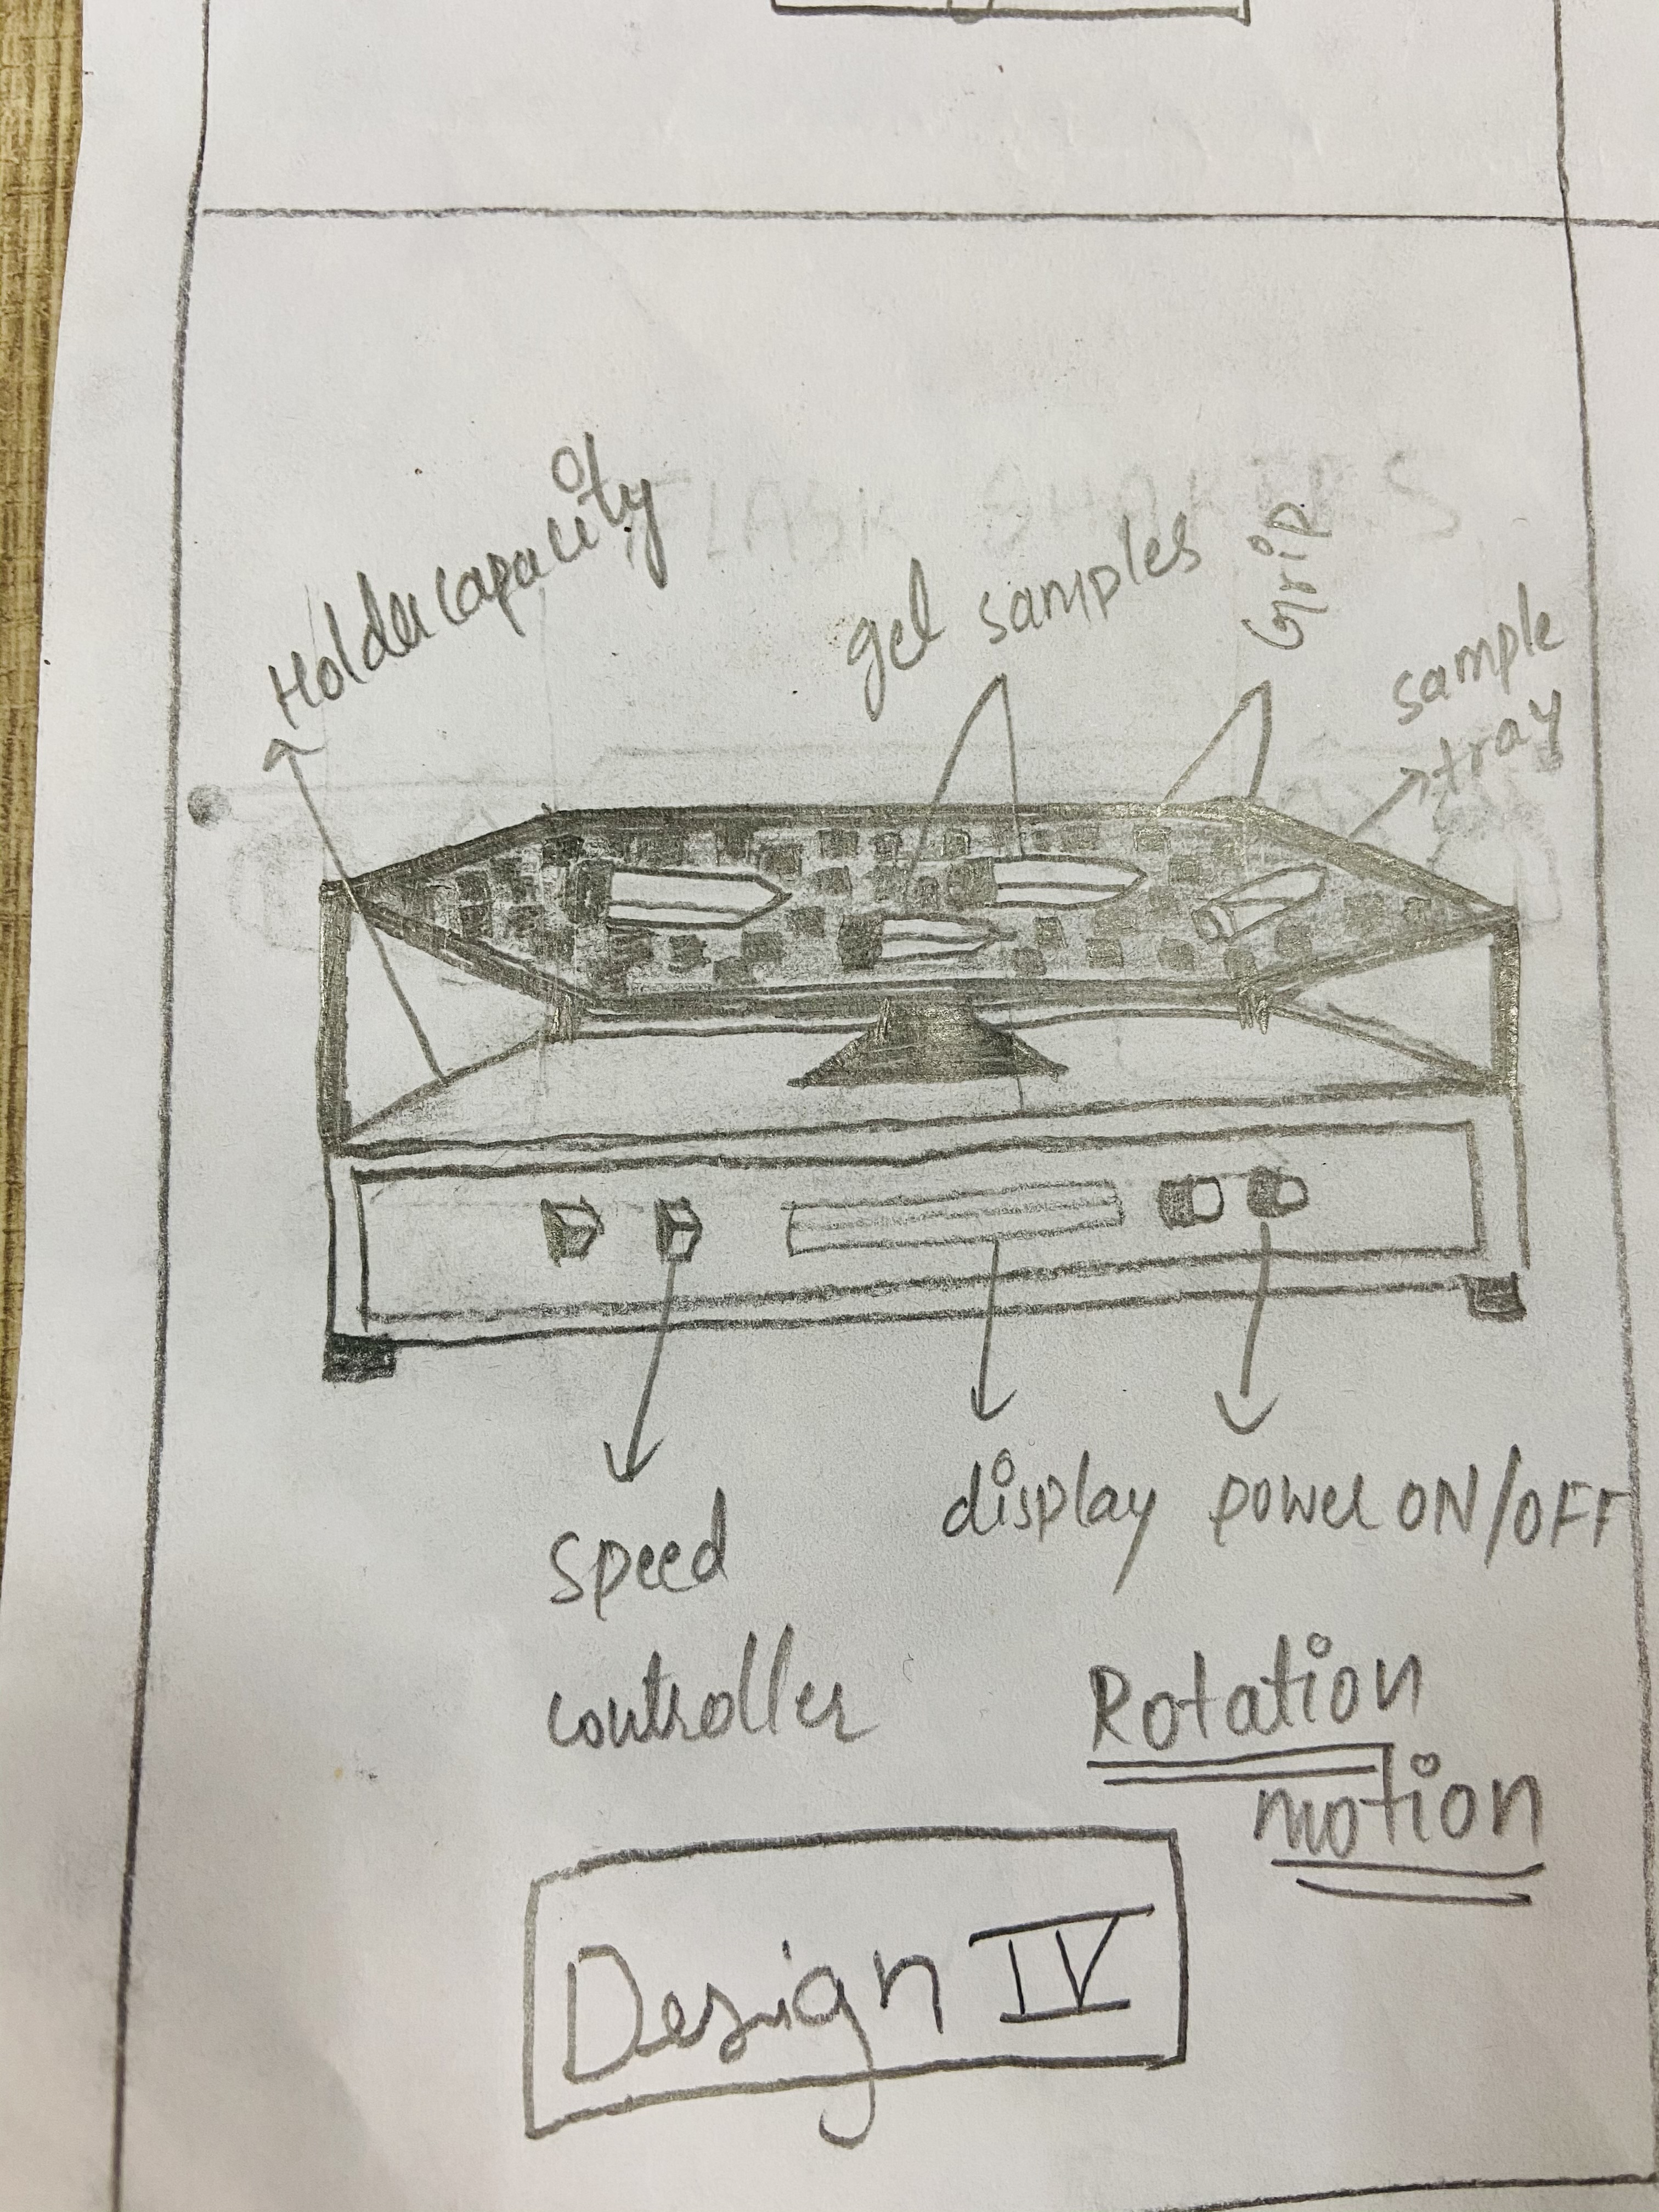 Holder capacity
gel samples
Grip
sample
tray
speed
controller
display
power ON/OFF
Rotation
motion
Design IV